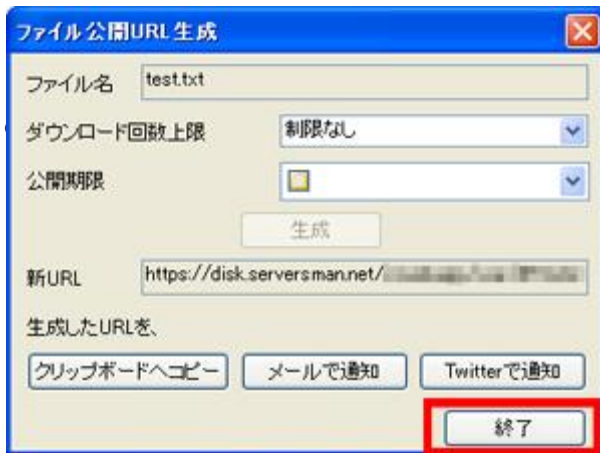 ファイル公開URL生成
ファイル名 test.txt
ダウンロード回数上限 制限なし
公開期限
生成
新URL https://disk.serversman.net/
生成したURLを、
クリップボードへコピー メールで通知 Twitterで通知
終了